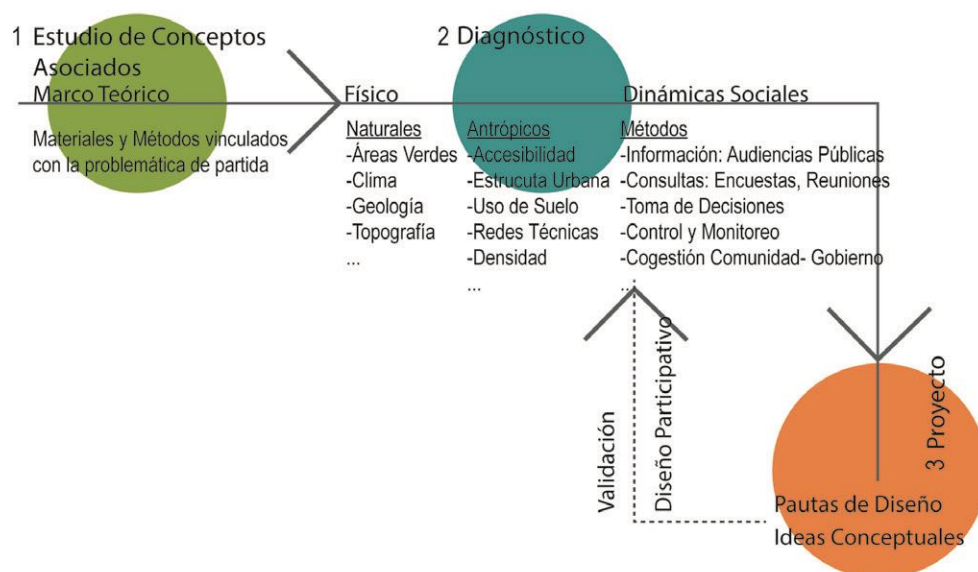 1 Estudio de Conceptos
Asociados
Marco Teórico
Materiales y Métodos vinculados
con la problemática de partida
2 Diagnóstico
Físico
Naturales
-Áreas Verdes
-Clima
-Geología
-Topografía
...
Antrópicos
-Accesibilidad
-Estrucuta Urbana
-Uso de Suelo
-Redes Técnicas
-Densidad
...
Dinámicas Sociales
Métodos
-Información: Audiencias Públicas
-Consultas: Encuestas, Reuniones
-Toma de Decisiones
-Control y Monitoreo
-Cogestión Comunidad- Gobierno
...
Validación
Diseño Participativo
3 Proyecto
Pautas de Diseño
Ideas Conceptuales